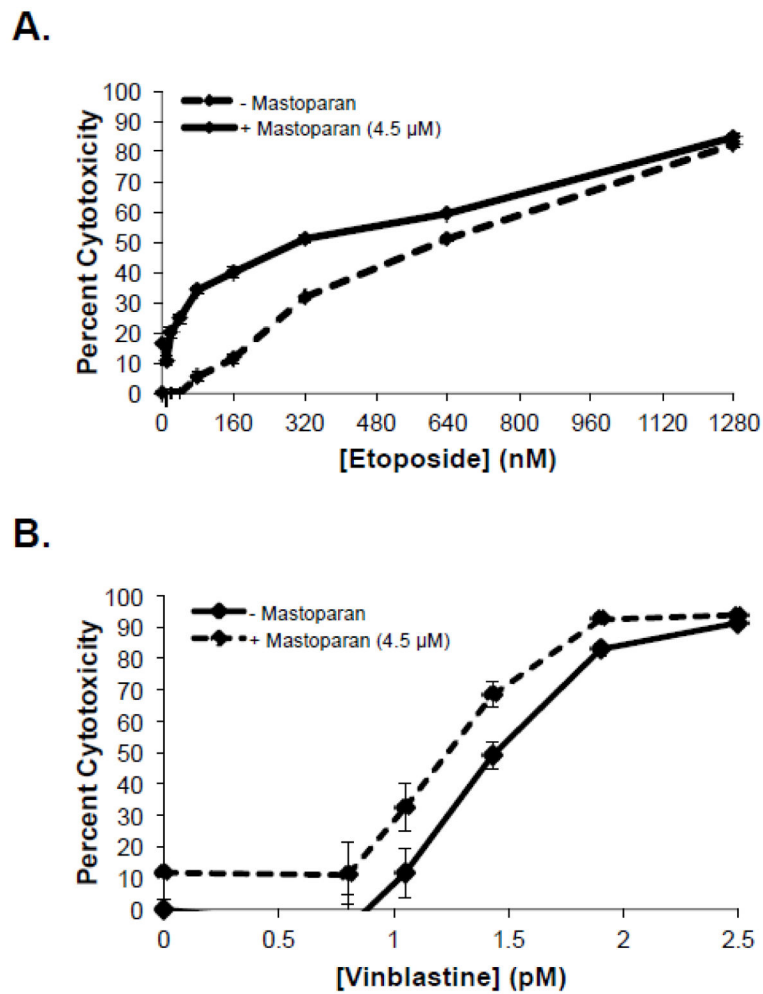 A.
100
90
80
70
60
50
40
30
20
10
0
Percent Cytotoxicity
- Mastoparan
+ Mastoparan (4.5 µM)
0 160 320 480 640 800 960 1120 1280
[Etoposide] (nM)
B.
100
90
80
70
60
50
40
30
20
10
0
Percent Cytotoxicity
- Mastoparan
+ Mastoparan (4.5 µM)
0 0.5 1 1.5 2 2.5
[Vinblastine] (pM)